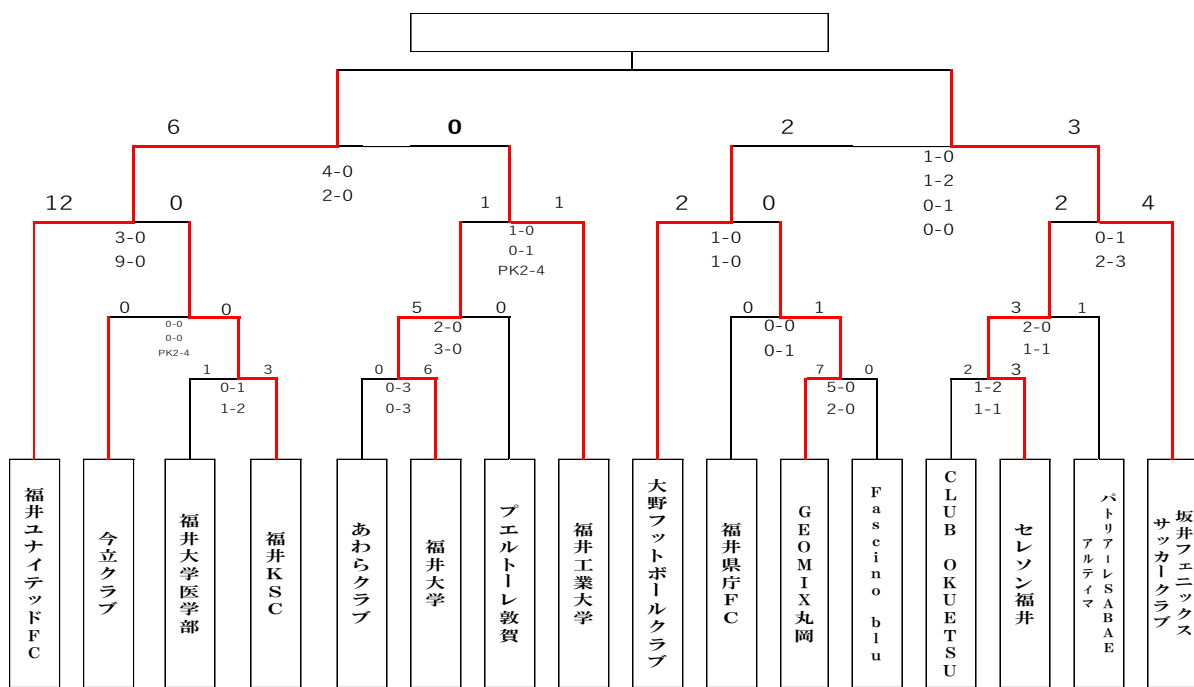 6
0
2
3
4-0
2-0
1-0
1-2
0-1
0-0
12
0
1
1
2
0
2
4
3-0
9-0
1-0
0-1
PK2-4
1-0
1-0
0-1
2-3
0
0
5
0
0
1
3
1
0-0
0-0
PK2-4
2-0
3-0
0-0
0-1
2-0
1-1
1
3
0
6
7
0
2
3
0-1
1-2
0-3
0-3
5-0
2-0
1-2
1-1
福井ユナイテッドFC
今立クラブ
福井大学医学部
福井KSC
あわらクラブ
福井大学
プエルトーレ敦賀
福井工業大学
大野フットボールクラブ
福井県庁FC
GEOMIX丸岡
Fascino blu
CLUB OKUETSU
セレソン福井
パトリアーレSABAE
アルティマ
坂井フェニックス
サッカークラブ